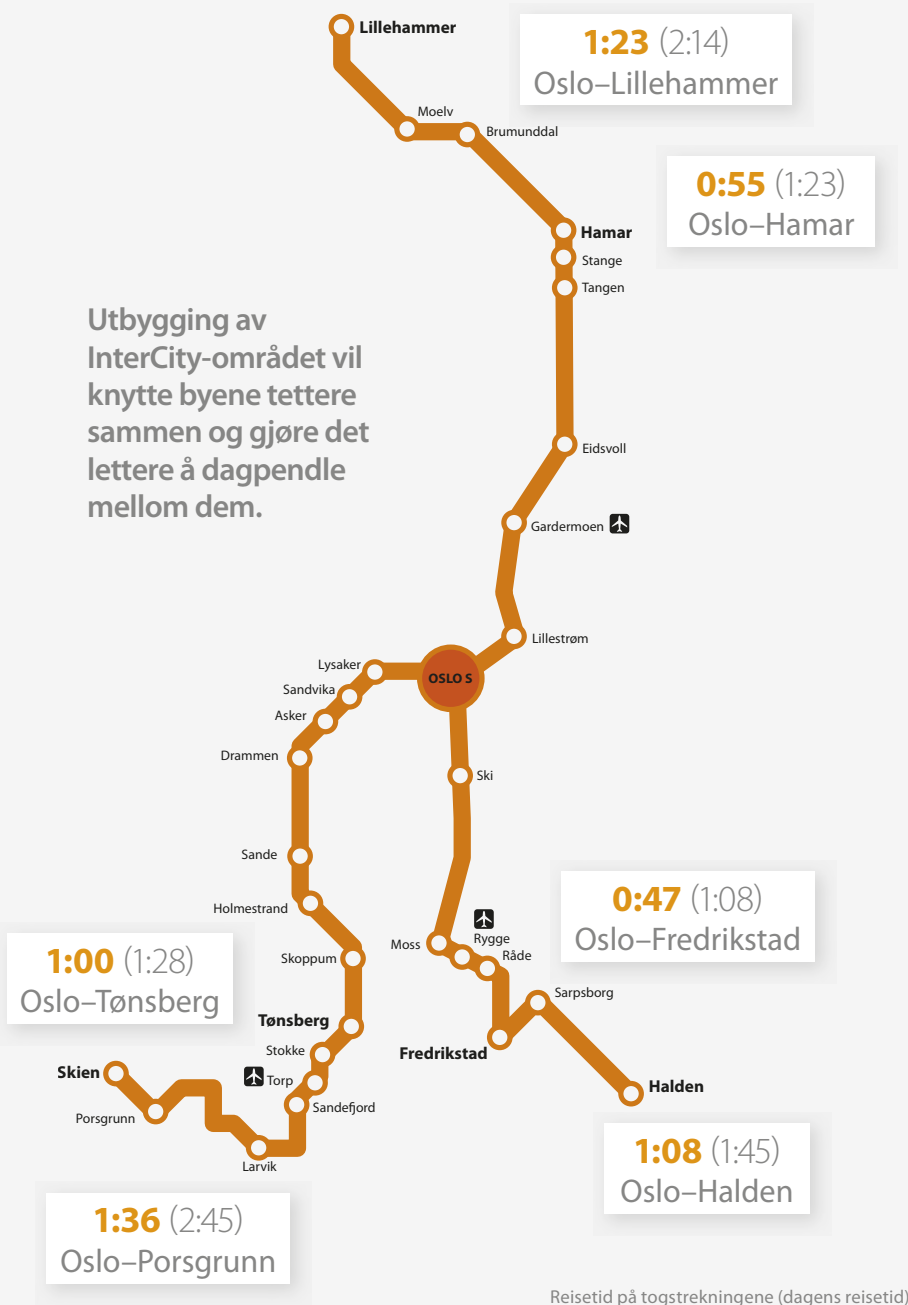 Lillehammer
1:23 (2:14)
Oslo–Lillehammer
Moelv
Brumunddal
0:55 (1:23)
Oslo–Hamar
Hamar
Stange
Tangen
Utbygging av
InterCity-området vil
knytte byene tettere
sammen og gjøre det
lettere å dagpendle
mellom dem.
Eidsvoll
Gardermoen
Lillestrøm
Lysaker
OSLO S
Sandvika
Asker
Drammen
Ski
Sande
Holmestrand
0:47 (1:08)
Oslo–Fredrikstad
Moss
Rygge
Råde
1:00 (1:28)
Oslo–Tønsberg
Skoppum
Sarpsborg
Tønsberg
Fredrikstad
Stokke
Skien
Torp
Halden
Porsgrunn
Sandefjord
Larvik
1:08 (1:45)
Oslo–Halden
1:36 (2:45)
Oslo–Porsgrunn
Reisetid på togstrekningene (dagens reisetid)